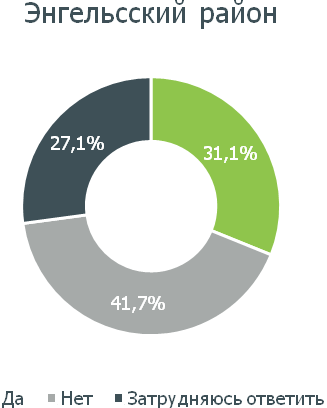 Энгельсский район
27,1%
31,1%
41,7%
Да Нет Затрудняюсь ответить